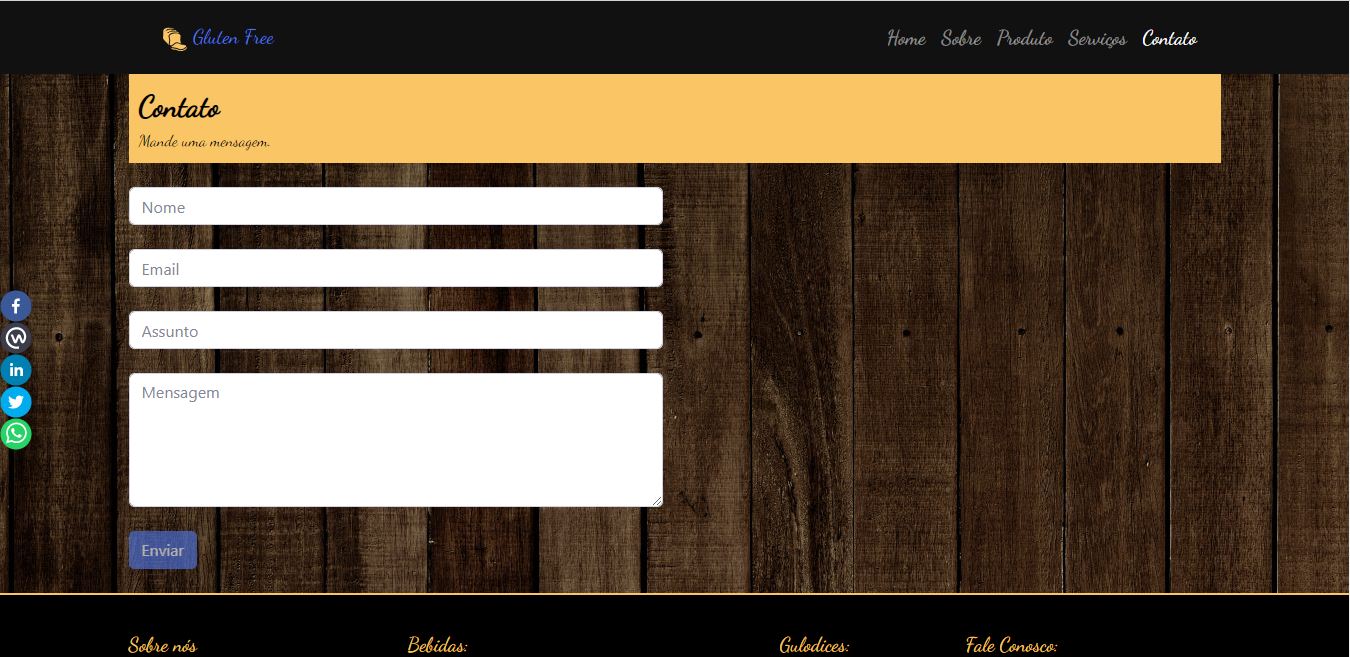 Gluten Free
Home Sobre Produto Serviços Contato
Contato
Mande uma mensagem.
Nome
Email
Assunto
Mensagem
Enviar
Sobre nós Bebidas: Gulodices: Fale Conosco: